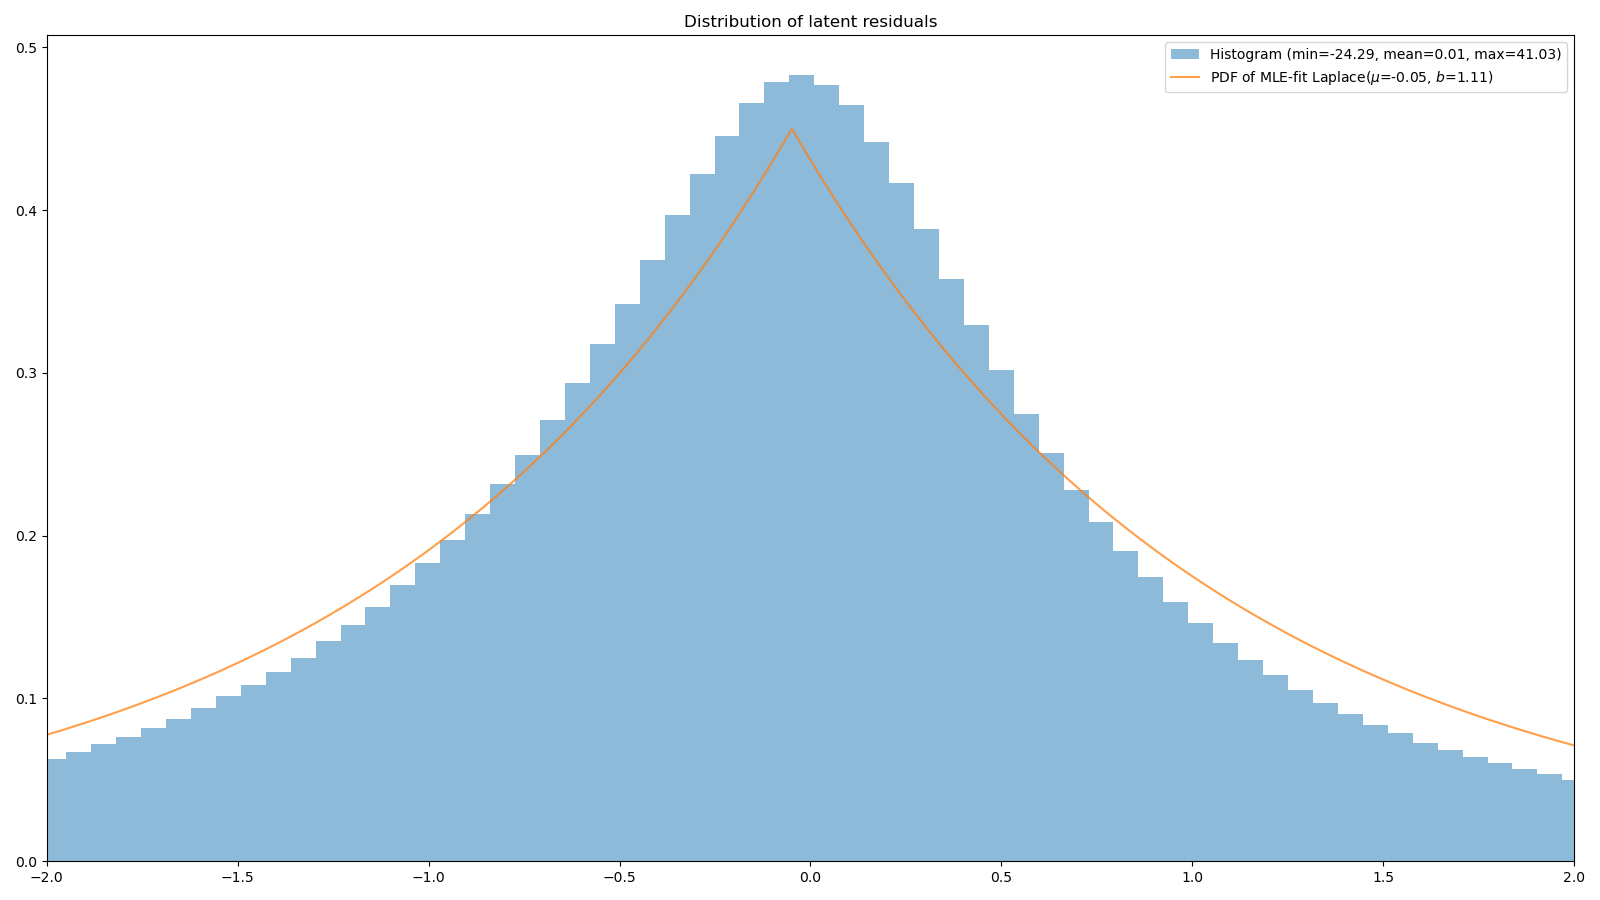 Distribution of latent residuals
Histogram (min=-24.29, mean=0.01, max=41.03)
PDF of MLE-fit Laplace(μ=-0.05, b=1.11)
0.5
0.4
0.3
0.2
0.1
0.0
−2.0 −1.5 −1.0 −0.5 0.0 0.5 1.0 1.5 2.0